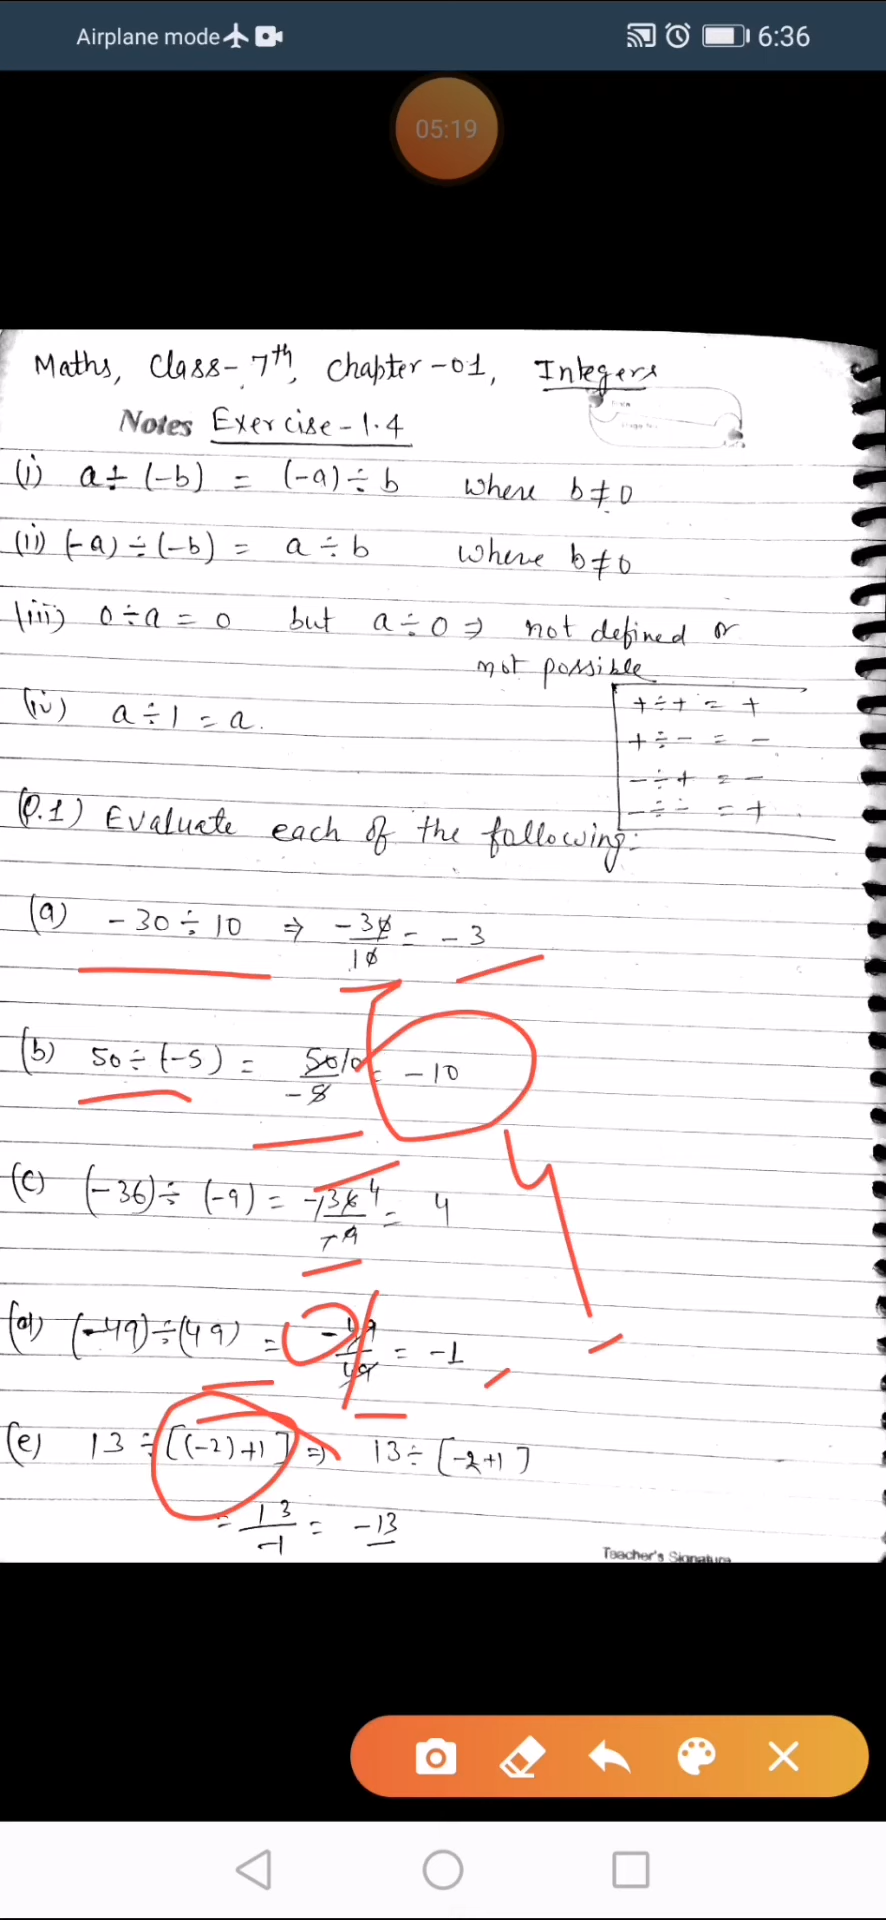 Airplane mode 6:36
05:19
Maths, Class-7th, Chapter-01, Integers
Notes Exercise-1.4
(i) a÷(-b) = (-a)÷b where b≠0
(ii) (-a)÷(-b) = a÷b where b≠0
(iii) 0÷a=0 but a÷0⇒ not defined or
not possible
(iv) a÷1=a.
+÷+ = +
+÷- = -
-÷+ = -
-÷- = +
(Q.1) Evaluate each of the following:-
(a) -30÷10 ⇒ -30/10 = -3
(b) 50÷(-5) = 50/-5 10 = -10
(c) (-36)÷(-9) = -36/-9 4 = 4
(d) (-49)÷(49) = -49/49 = -1
(e) 13÷[(-2)+1] ⇒ 13÷[-2+1]
= 13/-1 = -13
Teacher's Signature